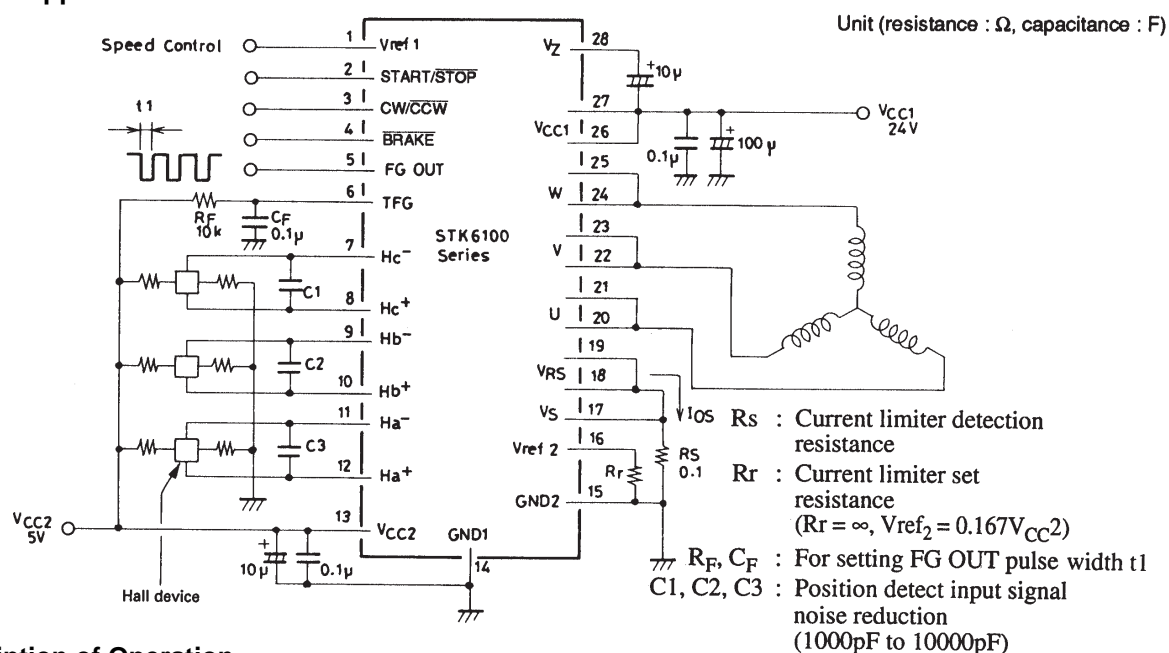 Unit (resistance : Ω, capacitance : F)
Speed Control
1 Vref 1
2 START/STOP
3 CW/CCW
4 BRAKE
5 FG OUT
6 TFG
7 Hc−
8 Hc+
9 Hb−
10 Hb+
11 Ha−
12 Ha+
13 VCC2
GND1
14
t1
RF
10k
CF
0.1μ
C1
C2
C3
VCC2
5V
10μ
0.1μ
Hall device
STK6100
Series
VZ 28
27
VCC1 26
25
W 24
23
V 22
21
U 20
19
VRS 18
VS 17
Vref 2 16
GND2 15
+10μ
VCC1
24V
0.1μ
+
100μ
IOS
Rr
RS
0.1
Rs : Current limiter detection
resistance
Rr : Current limiter set
resistance
(Rr = ∞, Vref2 = 0.167VCC2)
RF, CF : For setting FG OUT pulse width t1
C1, C2, C3 : Position detect input signal
noise reduction
(1000pF to 10000pF)